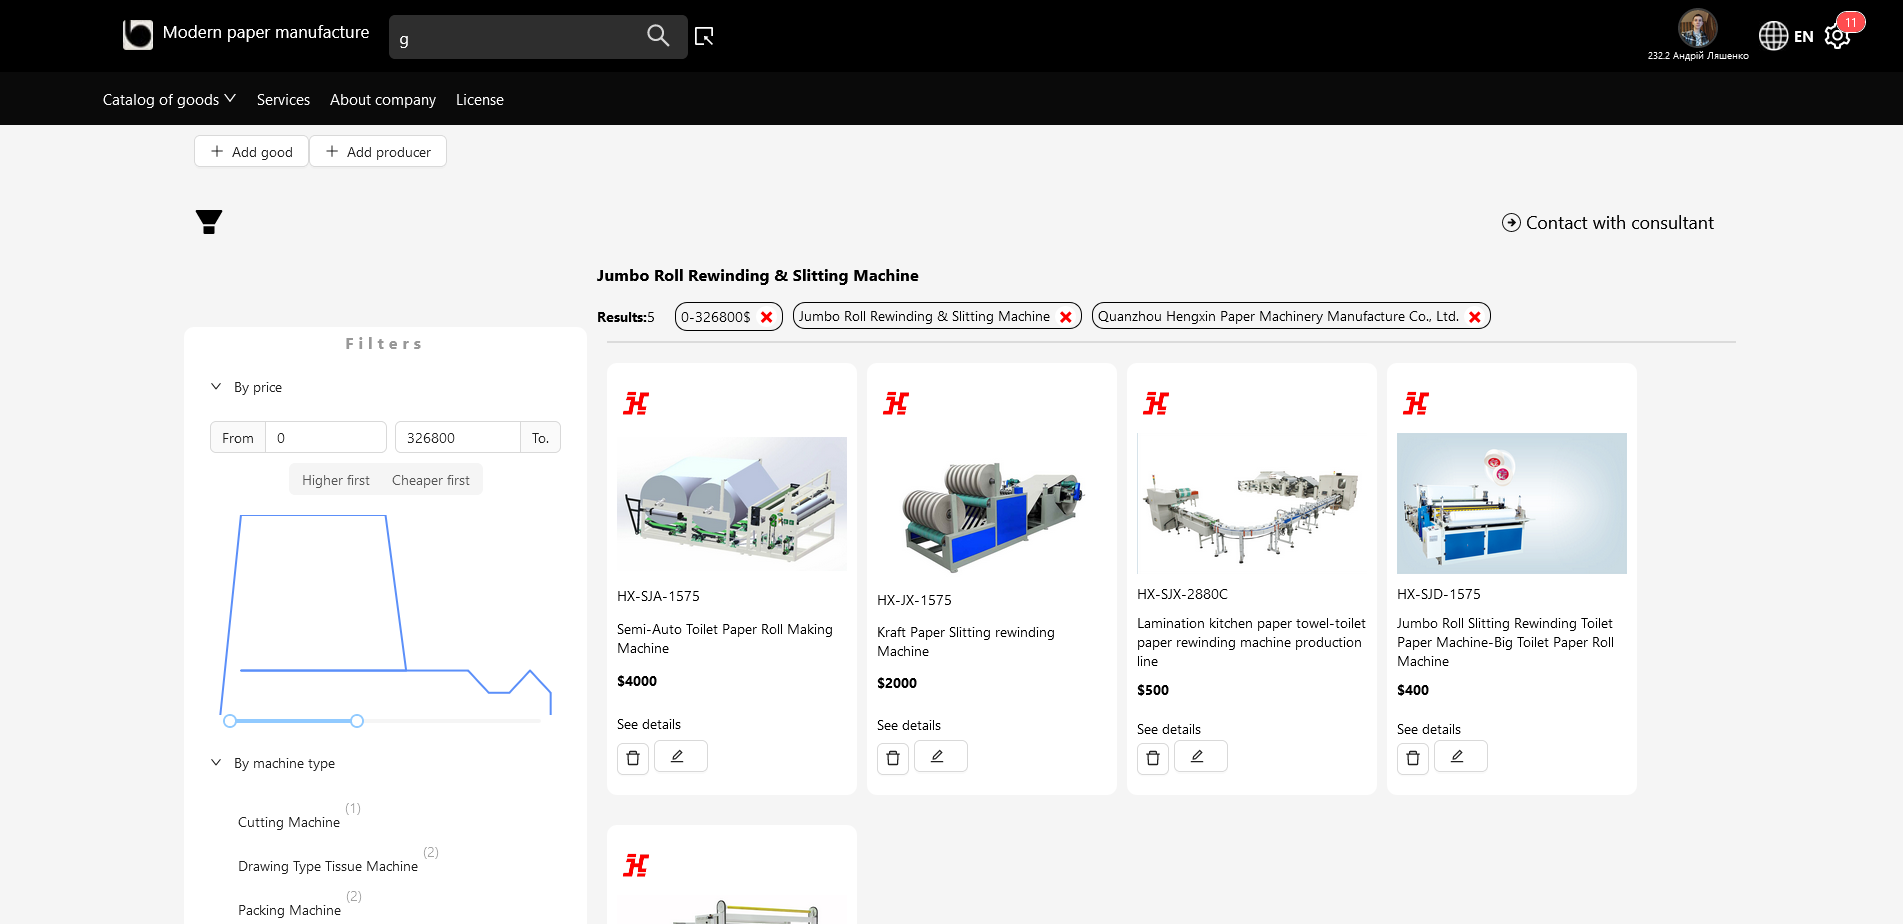 Modern paper manufacture
g
232.2 Андрій Ляшенко
EN
11
Catalog of goods
Services
About company
License
Add good
Add producer
Contact with consultant
Jumbo Roll Rewinding & Slitting Machine
Results:5
0-326800$
Jumbo Roll Rewinding & Slitting Machine
Quanzhou Hengxin Paper Machinery Manufacture Co., Ltd.
Filters
By price
From
0
326800
To.
Higher first
Cheaper first
By machine type
Cutting Machine
(1)
Drawing Type Tissue Machine
(2)
Packing Machine
(2)
HX-SJA-1575
Semi-Auto Toilet Paper Roll Making
Machine
$4000
See details
HX-JX-1575
Kraft Paper Slitting rewinding
Machine
$2000
See details
HX-SJX-2880C
Lamination kitchen paper towel-toilet
paper rewinding machine production
line
$500
See details
HX-SJD-1575
Jumbo Roll Slitting Rewinding Toilet
Paper Machine-Big Toilet Paper Roll
Machine
$400
See details